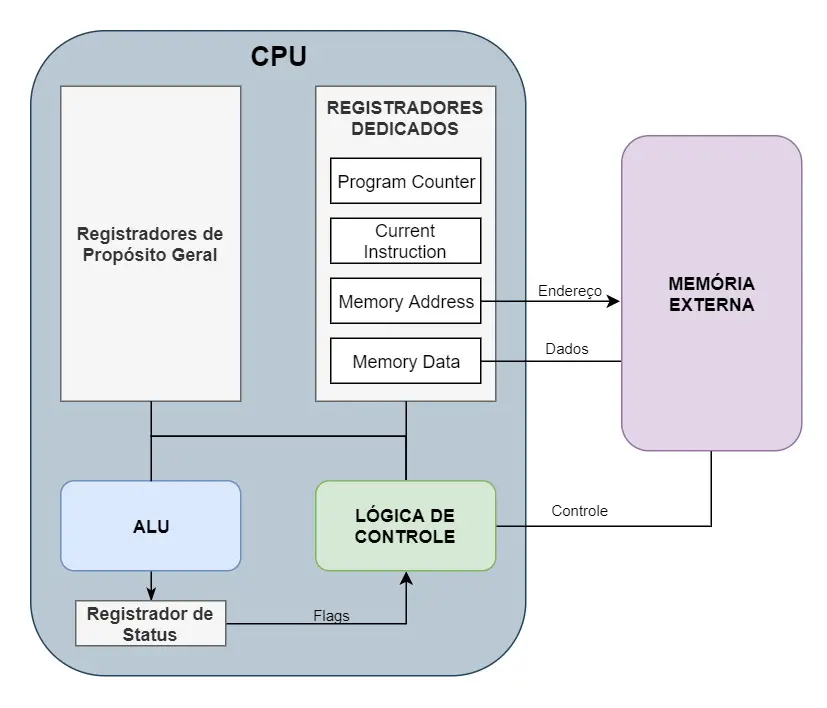 CPU
Registradores de
Propósito Geral
REGISTRADORES
DEDICADOS
Program Counter
Current
Instruction
Memory Address
Memory Data
Endereço
Dados
MEMÓRIA
EXTERNA
ALU
LÓGICA DE
CONTROLE
Controle
Registrador de
Status
Flags